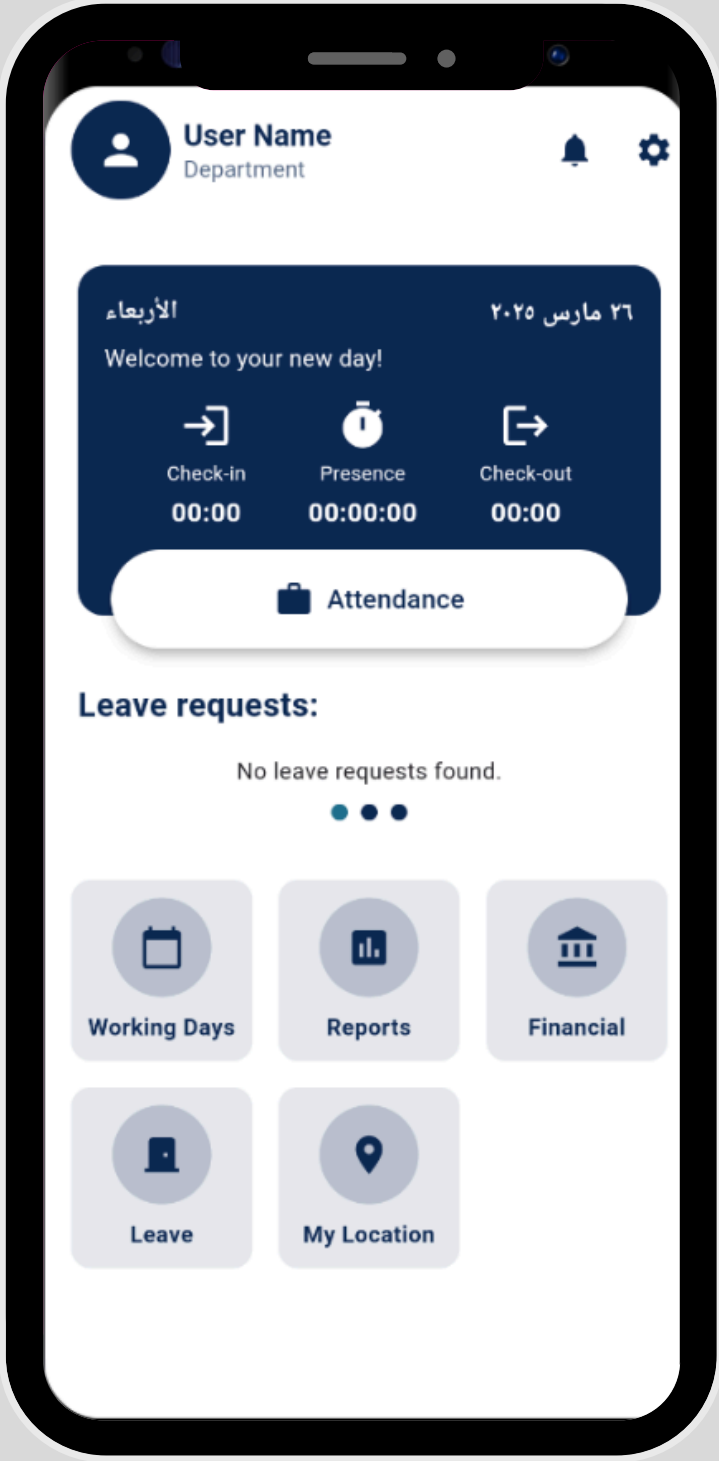 User Name
Department
الأربعاء
٢٦ مارس ٢٠٢٥
Welcome to your new day!
Check-in
Presence
Check-out
00:00
00:00:00
00:00
Attendance
Leave requests:
No leave requests found.
Working Days
Reports
Financial
Leave
My Location